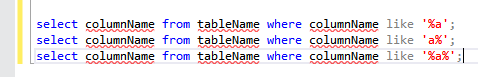 select columnName from tableName where columnName like '%a';
select columnName from tableName where columnName like 'a%';
select columnName from tableName where columnName like '%a%';